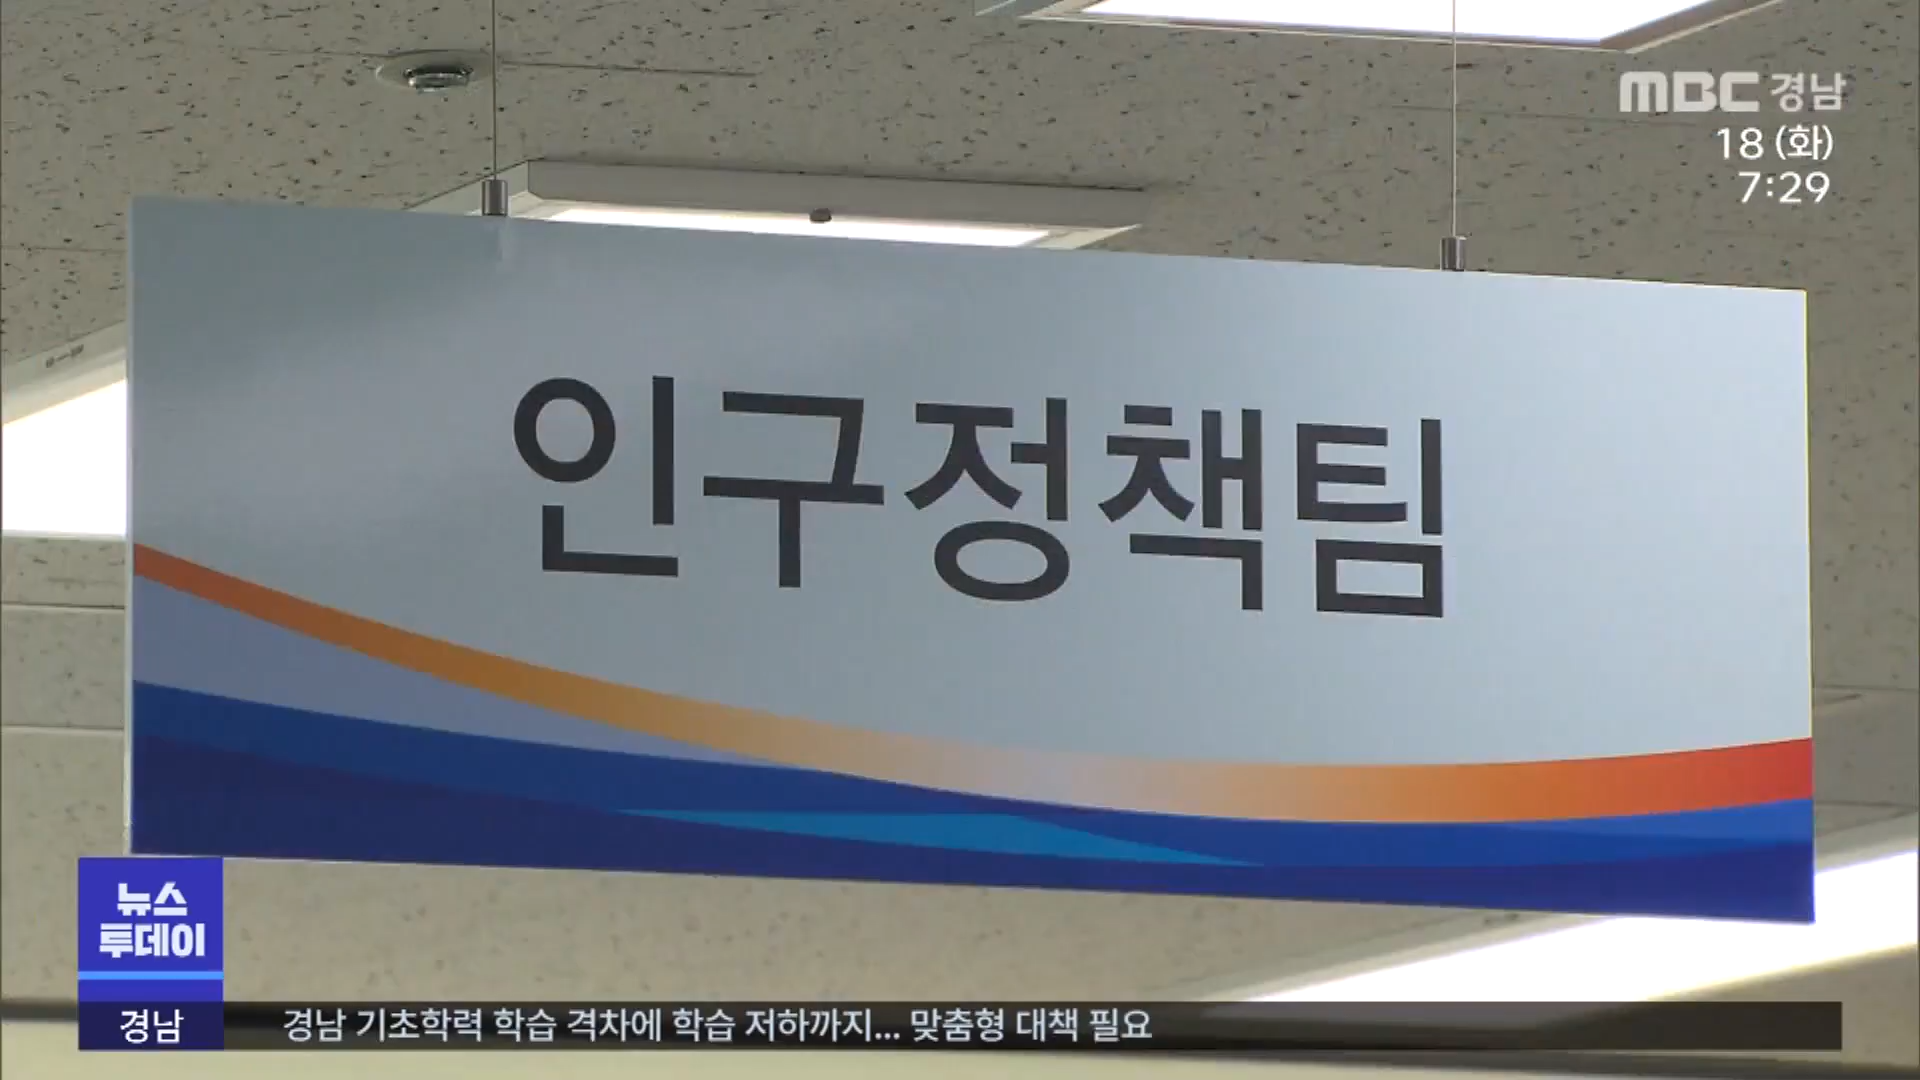 MBC 경남
18 (화)
7:29
인구정책팀
뉴스
투데이
경남
경남 기초학력 학습 격차에 학습 저하까지... 맞춤형 대책 필요